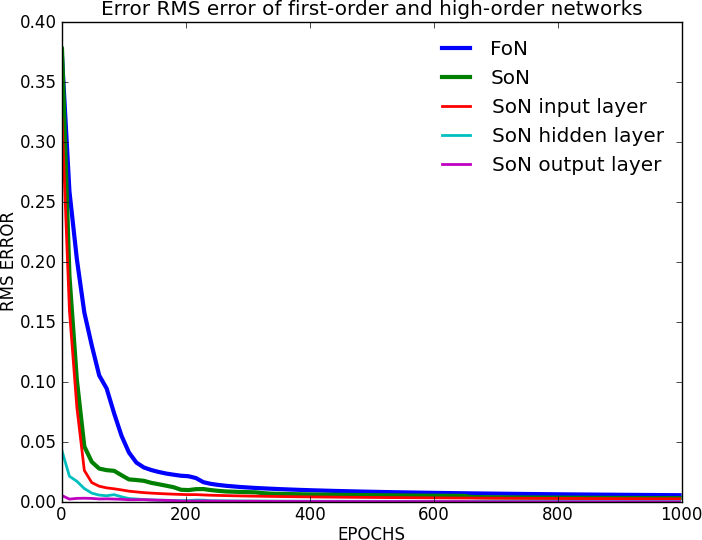 Error RMS error of first-order and high-order networks
0.40
0.35
0.30
0.25
0.20
0.15
0.10
0.05
0.00
RMS ERROR
FoN
SoN
SoN input layer
SoN hidden layer
SoN output layer
0
200
400
600
800
1000
EPOCHS